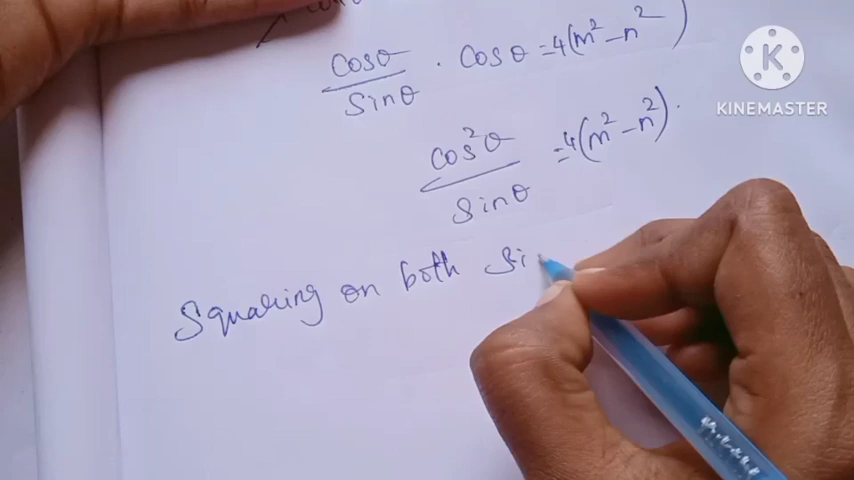 cosθ/sinθ · cosθ = 4(m² - n²)
cos²θ/sinθ = 4(m² - n²).
Squaring on both Si
K
KINEMASTER